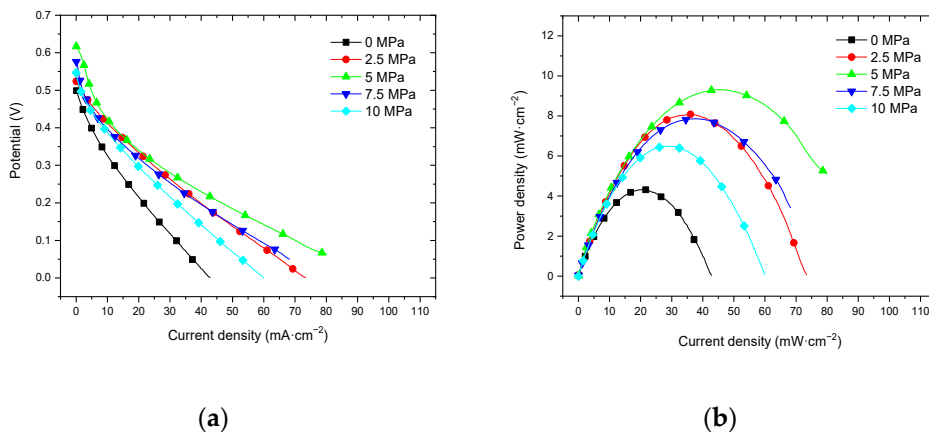 0.7
0.6
0.5
0.4
0.3
0.2
0.1
0.0
Potential (V)
0 MPa
2.5 MPa
5 MPa
7.5 MPa
10 MPa
0 10 20 30 40 50 60 70 80 90 100 110
Current density (mA·cm⁻²)
(a)
12
10
8
6
4
2
0
Power density (mW·cm⁻²)
0 MPa
2.5 MPa
5 MPa
7.5 MPa
10 MPa
0 10 20 30 40 50 60 70 80 90 100 110
Current density (mW·cm⁻²)
(b)